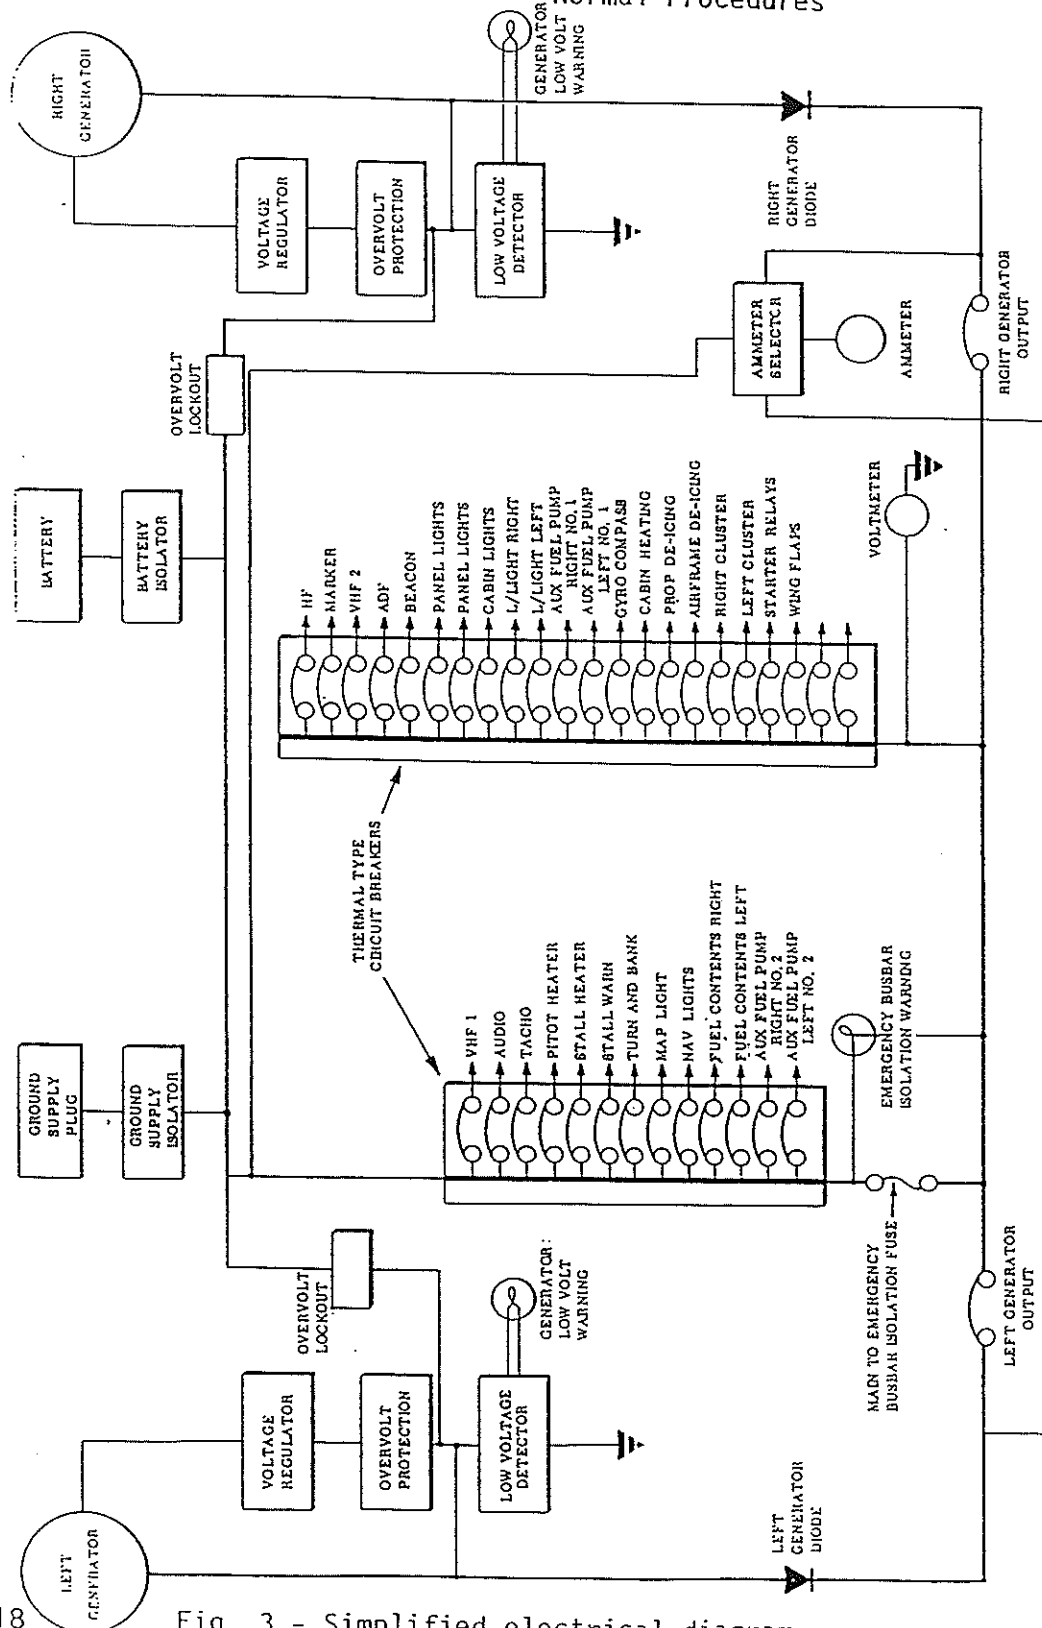 Normal Procedures
RIGHT
GENERATOR
VOLTAGE
REGULATOR
OVERVOLT
PROTECTION
LOW VOLTAGE
DETECTOR
GENERATOR
LOW VOLT
WARNING
RIGHT
GENERATOR
DIODE
OVERVOLT
LOCKOUT
AMMETER
SELECTOR
AMMETER
RIGHT GENERATOR
OUTPUT
BATTERY
BATTERY
ISOLATOR
HF
MARKER
VHF 2
ADF
BEACON
PANEL LIGHTS
PANEL LIGHTS
CABIN LIGHTS
L/LIGHT RIGHT
L/LIGHT LEFT
AUX FUEL PUMP
RIGHT NO. 1
AUX FUEL PUMP
LEFT NO. 1
GYRO COMPASS
CABIN HEATING
PROP DE-ICING
AIRFRAME DE-ICING
RIGHT CLUSTER
LEFT CLUSTER
STARTER RELAYS
WING FLAPS
VOLTMETER
THERMAL TYPE
CIRCUIT BREAKERS
GROUND
SUPPLY
PLUG
GROUND
SUPPLY
ISOLATOR
VHF 1
AUDIO
TACHO
PITOT HEATER
STALL HEATER
STALL WARN
TURN AND BANK
MAP LIGHT
NAV LIGHTS
FUEL CONTENTS RIGHT
FUEL CONTENTS LEFT
AUX FUEL PUMP
RIGHT NO. 2
AUX FUEL PUMP
LEFT NO. 2
EMERGENCY BUSBAR
ISOLATION WARNING
MAIN TO EMERGENCY
BUSBAR ISOLATION FUSE
LEFT GENERATOR
OUTPUT
OVERVOLT
LOCKOUT
LEFT
GENERATOR
VOLTAGE
REGULATOR
OVERVOLT
PROTECTION
LOW VOLTAGE
DETECTOR
GENERATOR:
LOW VOLT
WARNING
LEFT
GENERATOR
DIODE
18
Fig. 3 - Simplified electrical diagram